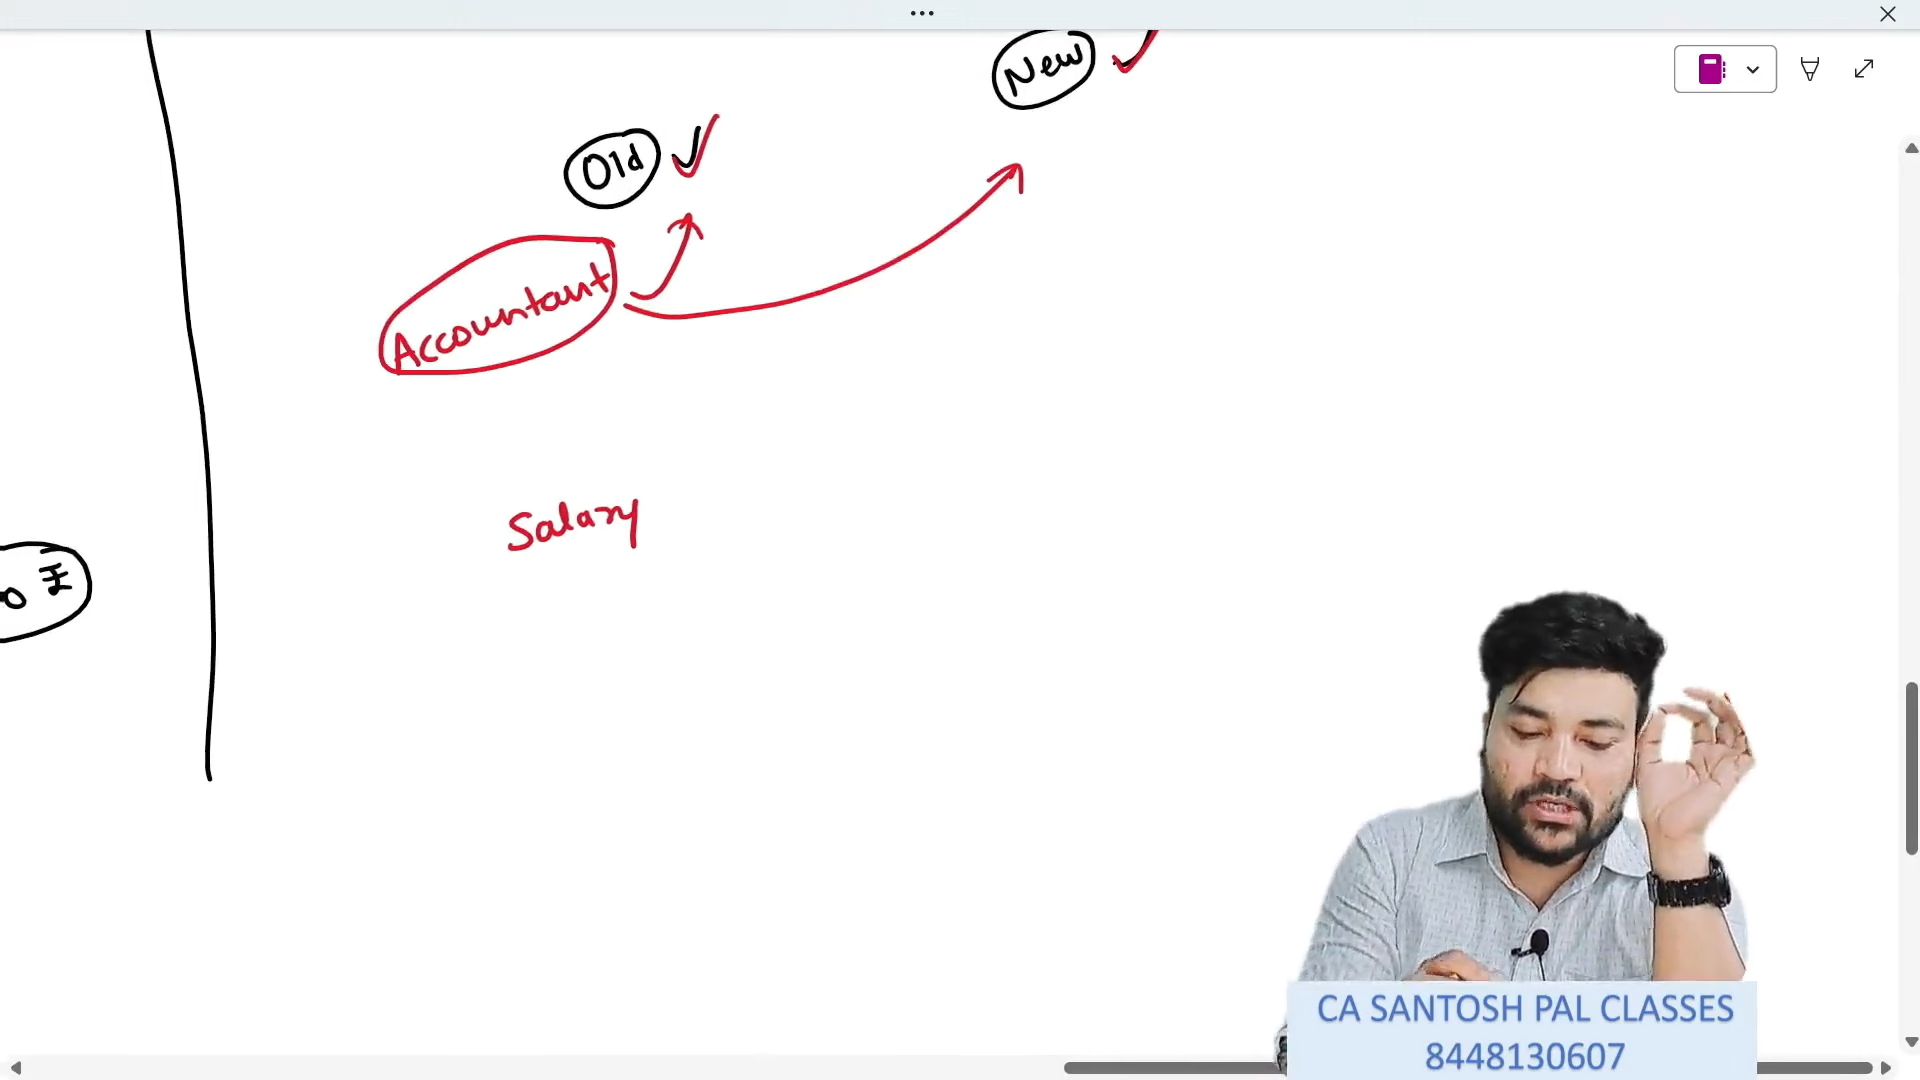 New
Old
Accountant
Salary
₹
CA SANTOSH PAL CLASSES
8448130607